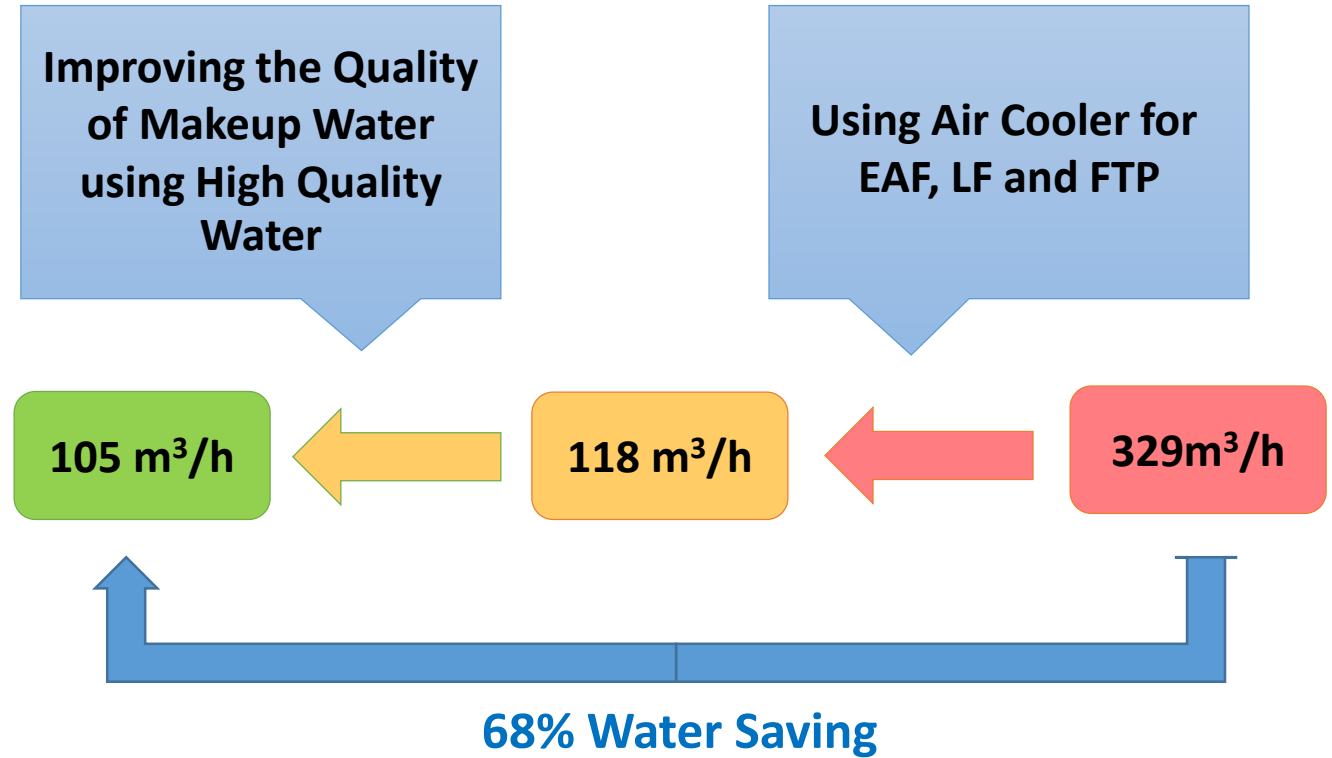 Improving the Quality
of Makeup Water
using High Quality
Water
Using Air Cooler for
EAF, LF and FTP
105 m³/h
118 m³/h
329m³/h
68% Water Saving